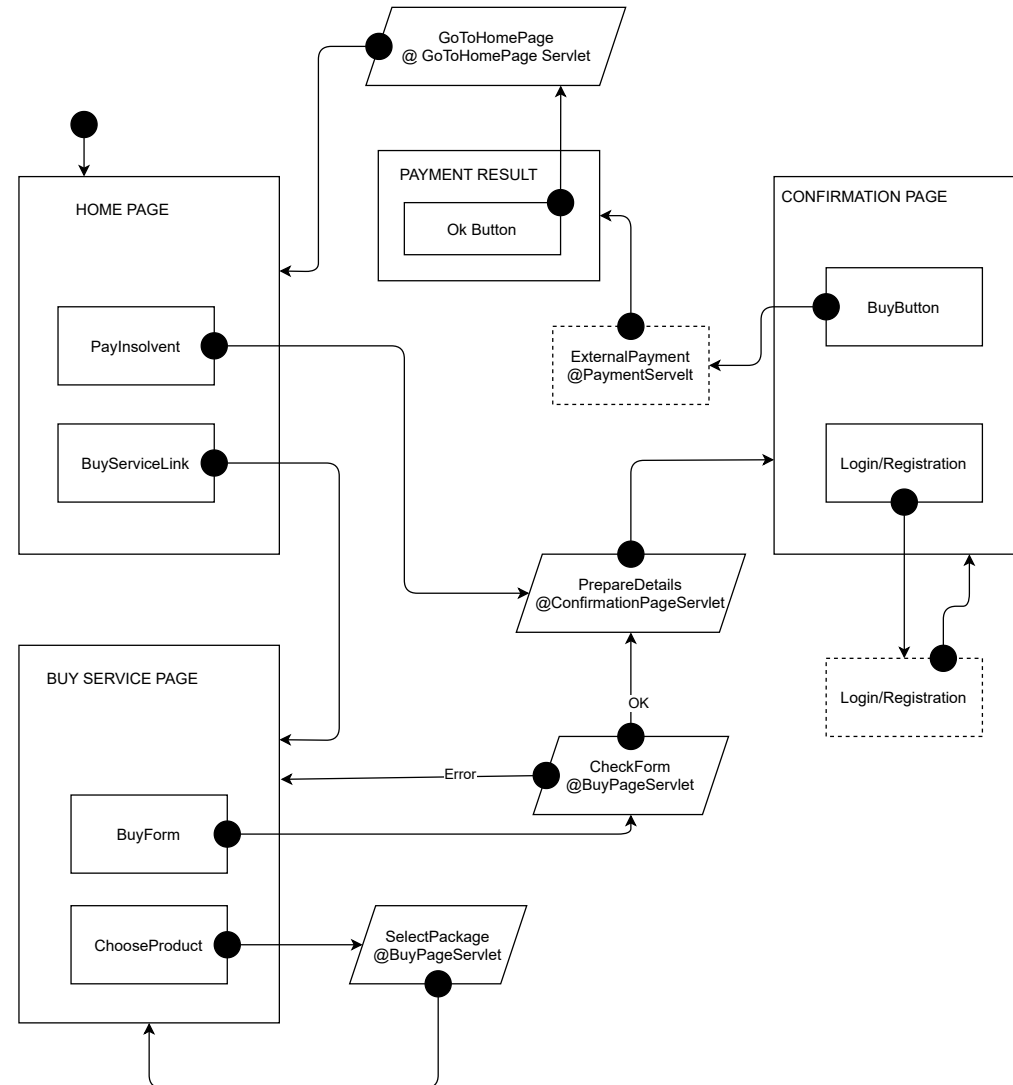 GoToHomePage
@ GoToHomePage Servlet
PAYMENT RESULT
Ok Button
HOME PAGE
PayInsolvent
BuyServiceLink
CONFIRMATION PAGE
BuyButton
ExternalPayment
@PaymentServelt
Login/Registration
PrepareDetails
@ConfirmationPageServlet
Login/Registration
BUY SERVICE PAGE
OK
Error
CheckForm
@BuyPageServlet
BuyForm
ChooseProduct
SelectPackage
@BuyPageServlet